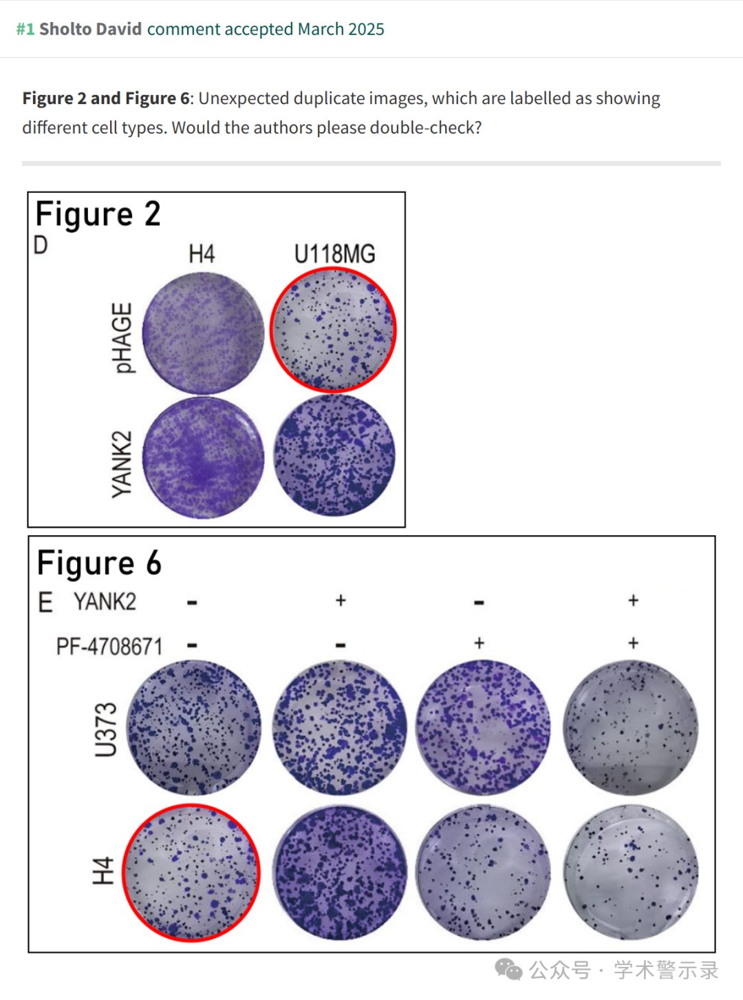 #1 Sholto David comment accepted March 2025
Figure 2 and Figure 6: Unexpected duplicate images, which are labelled as showing
different cell types. Would the authors please double-check?
Figure 2
D
H4 U118MG
pHAGE
YANK2
Figure 6
E YANK2 - + - +
PF-4708671 - - + +
U373
H4
公众号 · 学术警示录